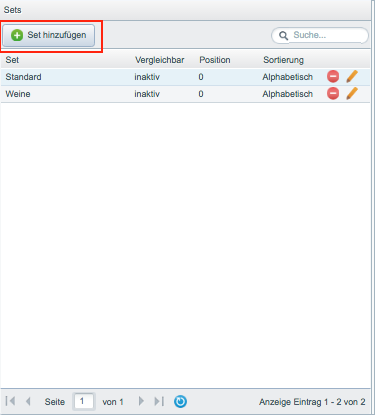 Sets
Set hinzufügen Suche...
Set Vergleichbar Position Sortierung
Standard inaktiv 0 Alphabetisch
Weine inaktiv 0 Alphabetisch
Seite 1 von 1 Anzeige Eintrag 1 - 2 von 2